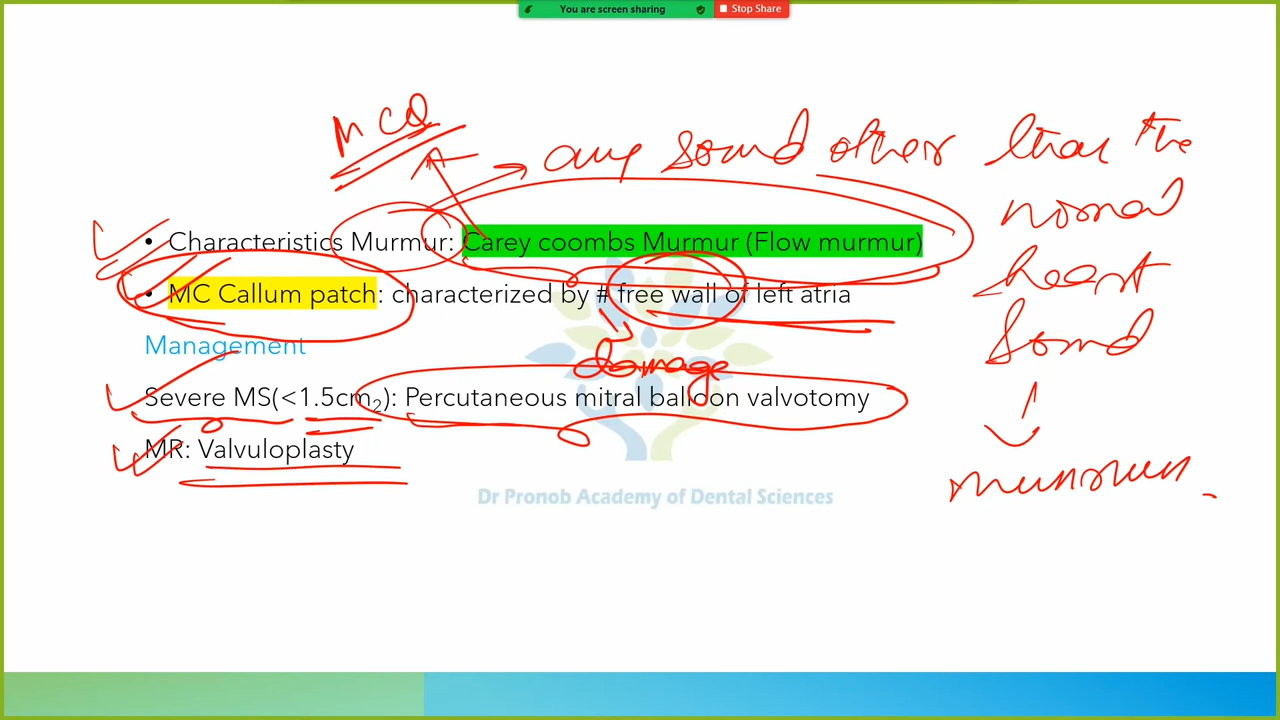 You are screen sharing
Stop Share
MCQ
any sound other than the
normal
heart
sound
murmur.
• Characteristics Murmur: Carey coombs Murmur (Flow murmur)
• MC Callum patch: characterized by # free wall of left atria
damage
Management
Severe MS(<1.5cm2): Percutaneous mitral balloon valvotomy
MR: Valvuloplasty
Dr Pronob Academy of Dental Sciences